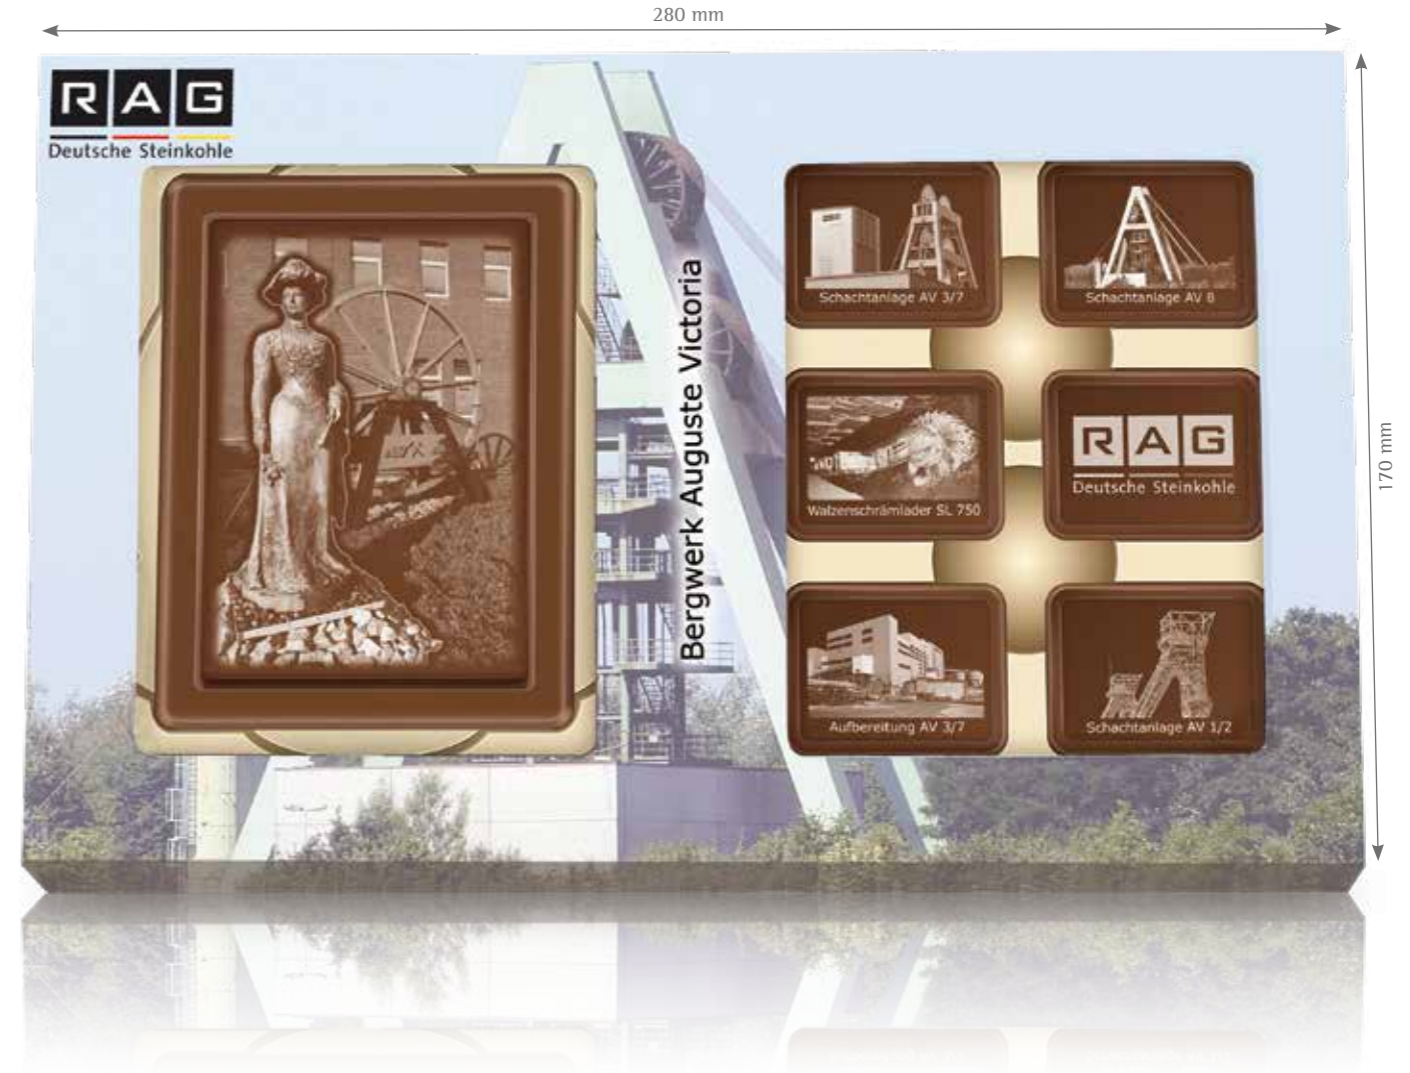 280 mm
RAG
Deutsche Steinkohle
170 mm
Bergwerk Auguste Victoria
Schachtanlage AV 3/7
Schachtanlage AV 8
Walzenschrämlader SL 750
RAG
Deutsche Steinkohle
Aufbereitung AV 3/7
Schachtanlage AV 1/2